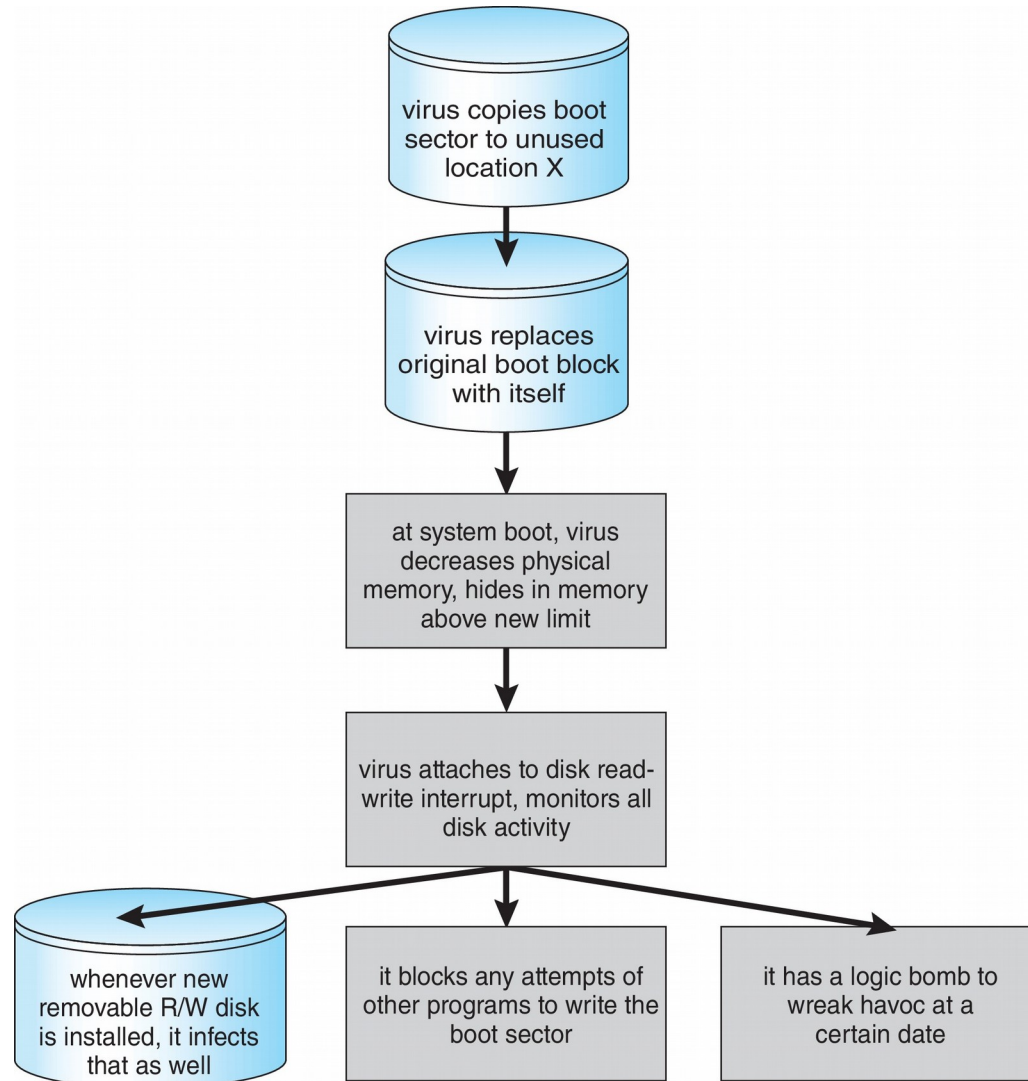 virus copies boot
sector to unused
location X
virus replaces
original boot block
with itself
at system boot, virus
decreases physical
memory, hides in memory
above new limit
virus attaches to disk read-
write interrupt, monitors all
disk activity
whenever new
removable R/W disk
is installed, it infects
that as well
it blocks any attempts of
other programs to write the
boot sector
it has a logic bomb to
wreak havoc at a
certain date